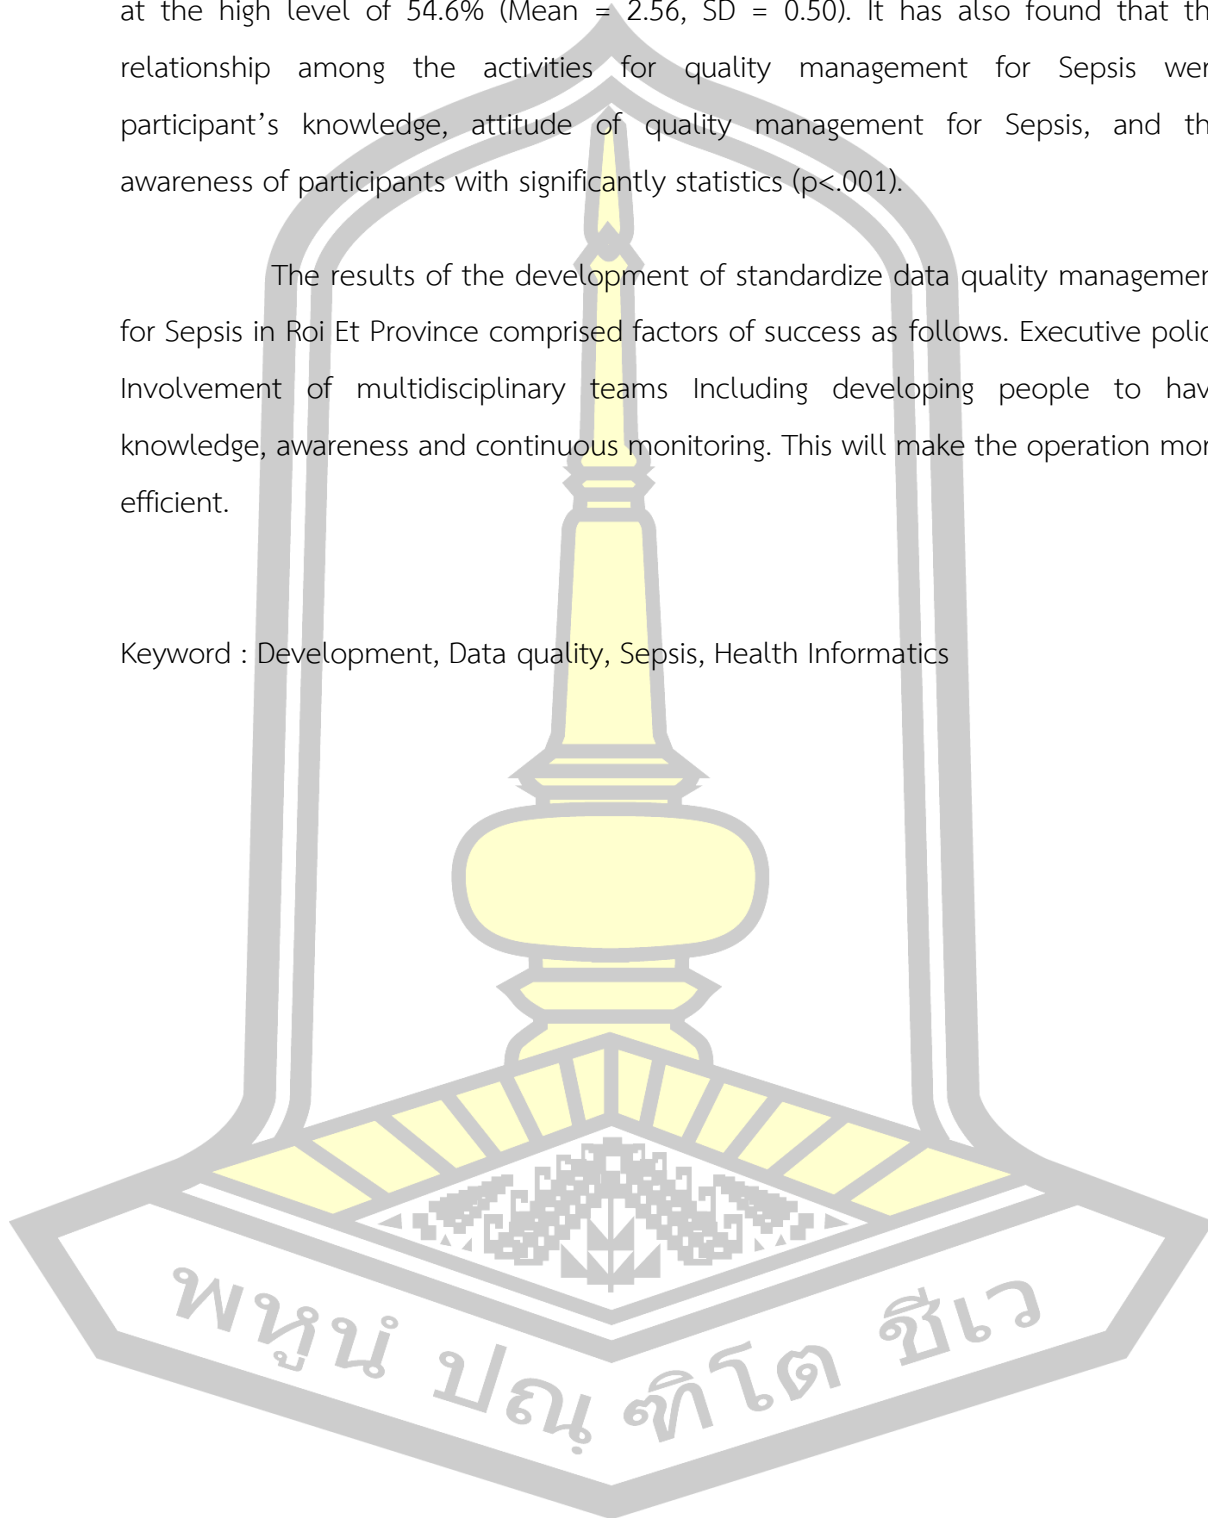 at the high level of 54.6% (Mean = 2.56, SD = 0.50). It has also found that th
relationship among the activities for quality management for Sepsis wer
participant's knowledge, attitude of quality management for Sepsis, and th
awareness of participants with significantly statistics (p<.001).
The results of the development of standardize data quality managemen
for Sepsis in Roi Et Province comprised factors of success as follows. Executive polic
Involvement of multidisciplinary teams Including developing people to hav
knowledge, awareness and continuous monitoring. This will make the operation mor
efficient.
Keyword : Development, Data quality, Sepsis, Health Informatics
พหูนํ ปณฺฑิโต ชีเว